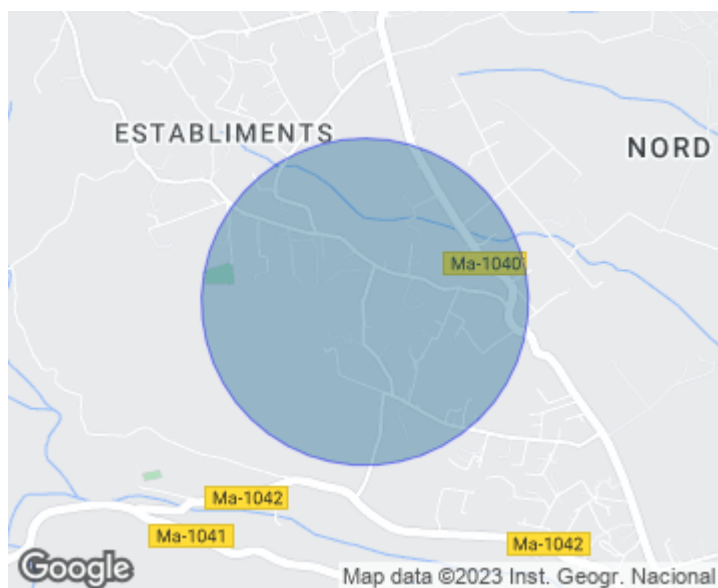 ESTABLIMENTS
NORD
Ma-1040
Ma-1042
Ma-1041
Ma-1042
Google
Map data ©2023 Inst. Geogr. Nacional